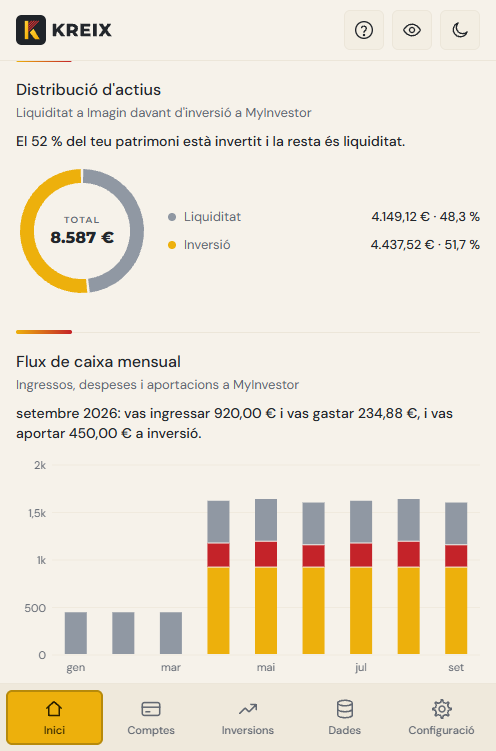 KREIX
Distribució d'actius
Liquiditat a Imagin davant d'inversió a MyInvestor
El 52 % del teu patrimoni està invertit i la resta és liquiditat.
TOTAL
8.587 €
Liquiditat 4.149,12 € · 48,3 %
Inversió 4.437,52 € · 51,7 %
Flux de caixa mensual
Ingressos, despeses i aportacions a MyInvestor
setembre 2026: vas ingressar 920,00 € i vas gastar 234,88 €, i vas
aportar 450,00 € a inversió.
2k
1,5k
1k
500
0
gen mar mai jul set
Inici Comptes Inversions Dades Configuració